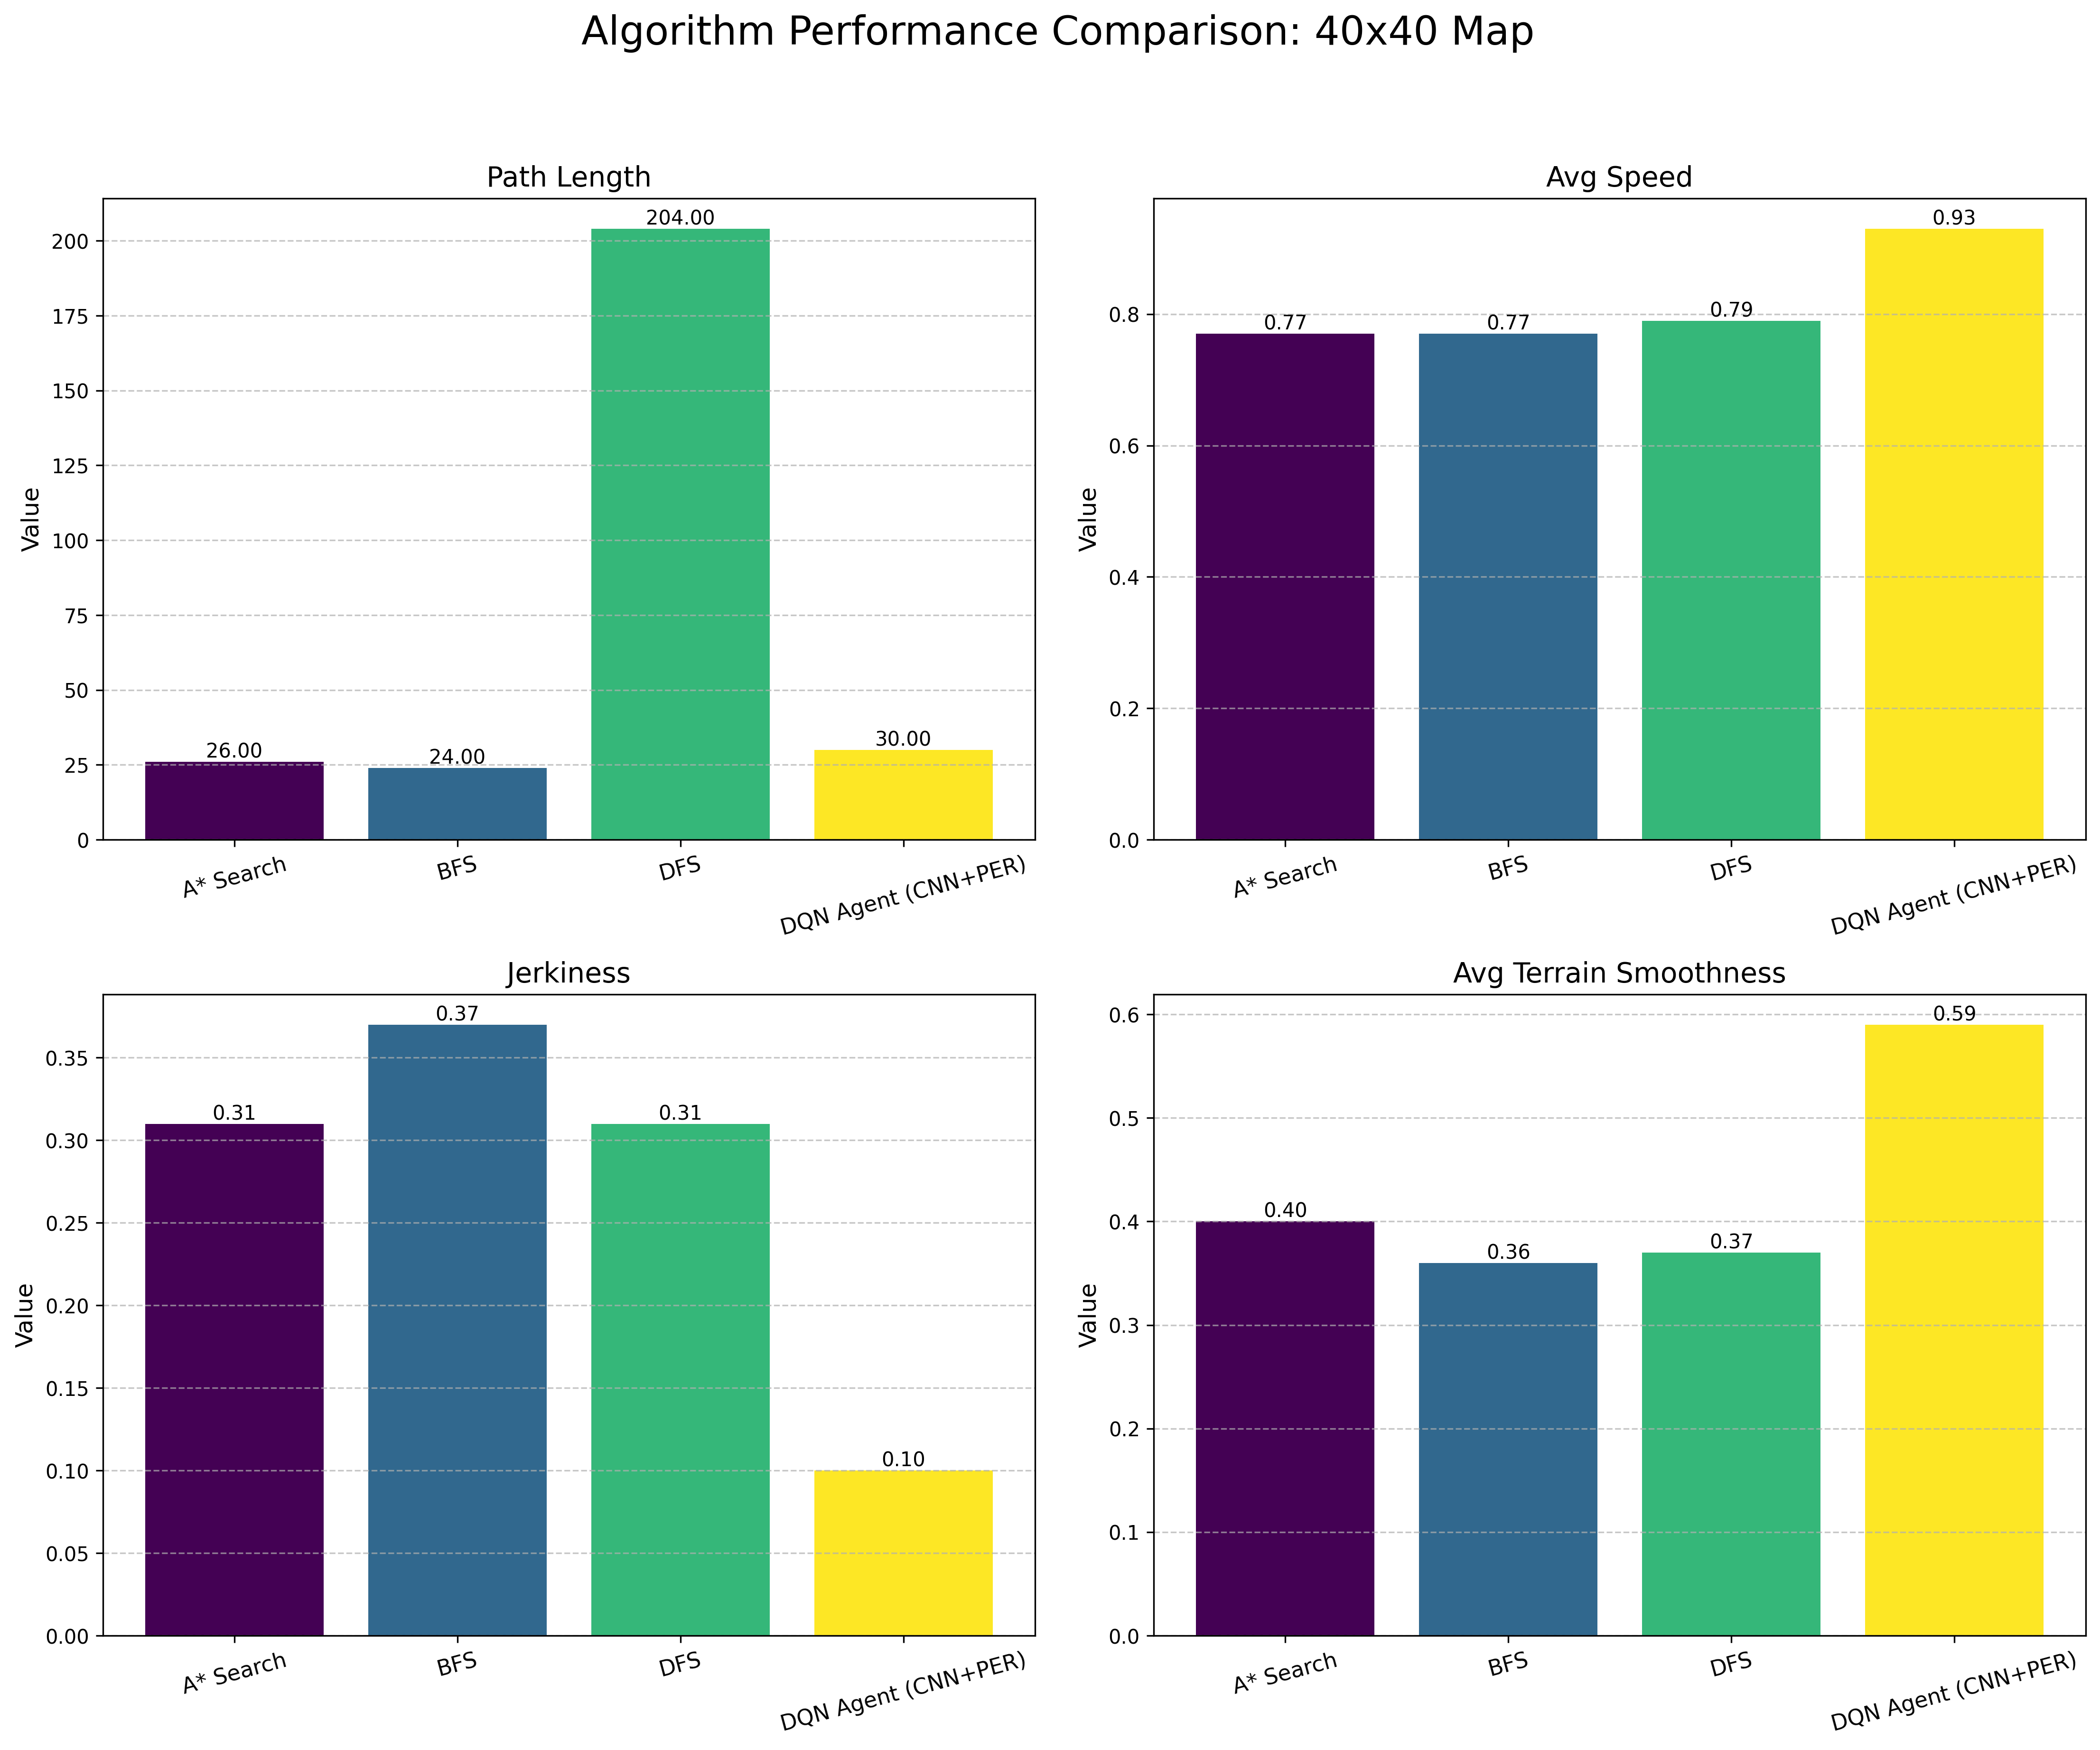 Algorithm Performance Comparison: 40x40 Map
Path Length
Value
200
175
150
125
100
75
50
25
0
26.00
24.00
204.00
30.00
A* Search
BFS
DFS
DQN Agent (CNN+PER)
Avg Speed
Value
0.8
0.6
0.4
0.2
0.0
0.77
0.77
0.79
0.93
A* Search
BFS
DFS
DQN Agent (CNN+PER)
Jerkiness
Value
0.35
0.30
0.25
0.20
0.15
0.10
0.05
0.00
0.31
0.37
0.31
0.10
A* Search
BFS
DFS
DQN Agent (CNN+PER)
Avg Terrain Smoothness
Value
0.6
0.5
0.4
0.3
0.2
0.1
0.0
0.40
0.36
0.37
0.59
A* Search
BFS
DFS
DQN Agent (CNN+PER)